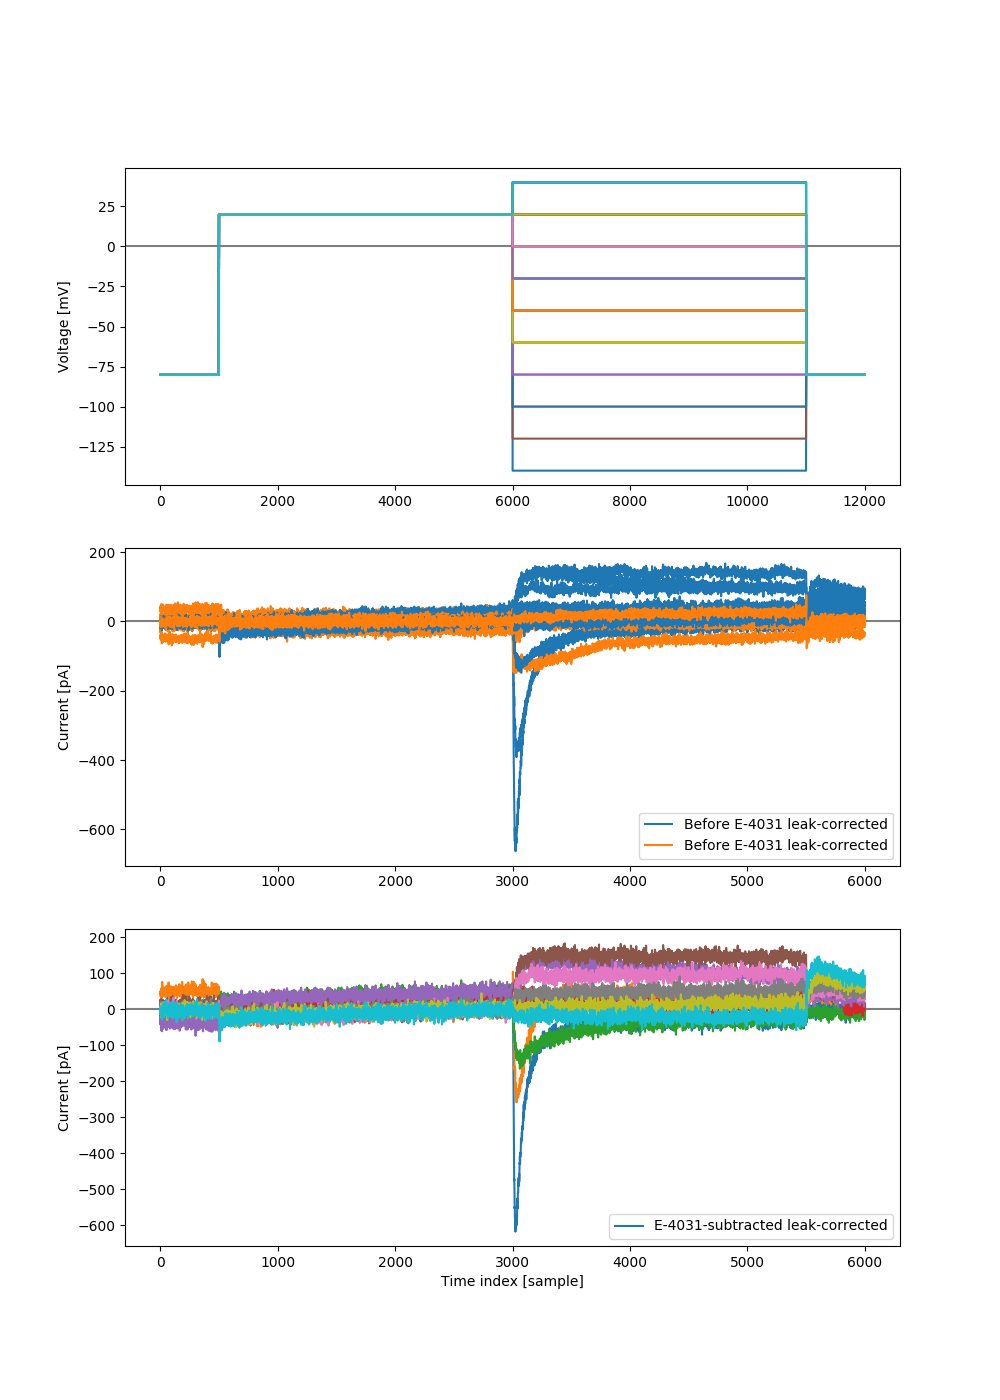 Voltage [mV]
25
0
−25
−50
−75
−100
−125
0 2000 4000 6000 8000 10000 12000
Current [pA]
200
0
−200
−400
−600
Before E-4031 leak-corrected
Before E-4031 leak-corrected
0 1000 2000 3000 4000 5000 6000
Current [pA]
200
100
0
−100
−200
−300
−400
−500
−600
E-4031-subtracted leak-corrected
0 1000 2000 3000 4000 5000 6000
Time index [sample]